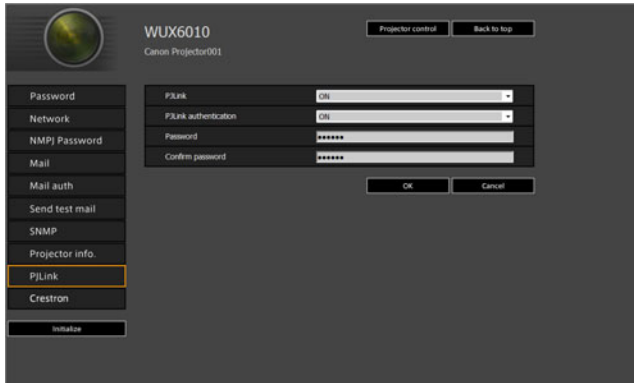 WUX6010
Projector control
Back to top
Canon Projector001
Password
Network
NMPJ Password
Mail
Mail auth
Send test mail
SNMP
Projector info.
PJLink
Crestron
Initialize
PJLink ON
PJLink authentication ON
Password ••••••
Confirm password ••••••
OK
Cancel